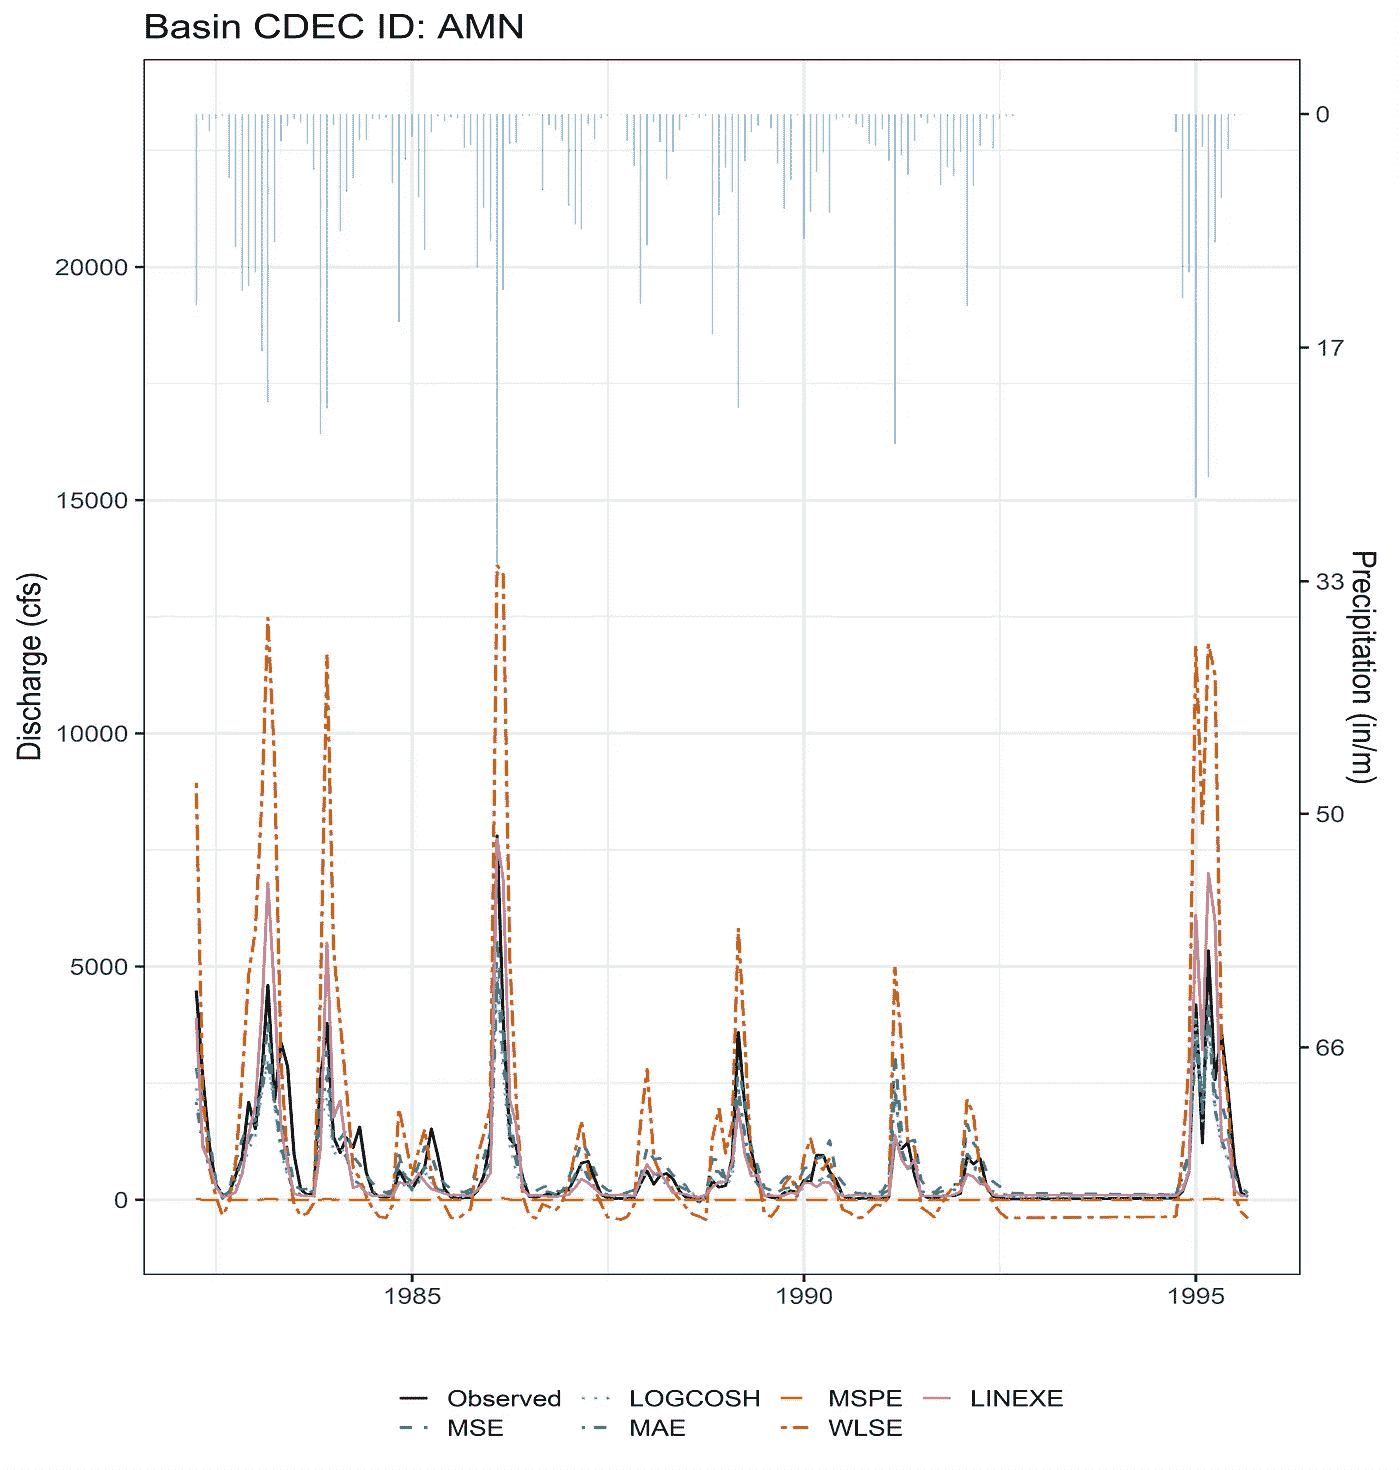 Basin CDEC ID: AMN
0
17
33
50
66
20000
15000
10000
5000
0
Discharge (cfs)
Precipitation (in/m)
1985 1990 1995
Observed LOGCOSH MSPE LINEXE
MSE MAE WLSE